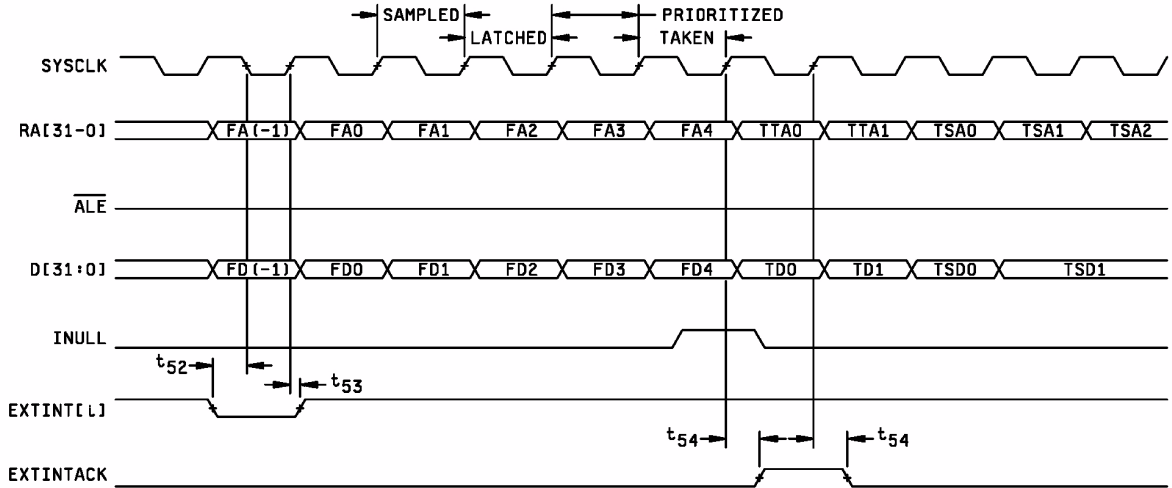 SAMPLED
PRIORITIZED
LATCHED
TAKEN
SYSCLK
RA[31-0] FA(-1) FA0 FA1 FA2 FA3 FA4 TTA0 TTA1 TSA0 TSA1 TSA2
ALE
D[31:0] FD(-1) FD0 FD1 FD2 FD3 FD4 TD0 TD1 TSD0 TSD1
INULL
t52
t53
EXTINT[i]
t54 t54
EXTINTACK